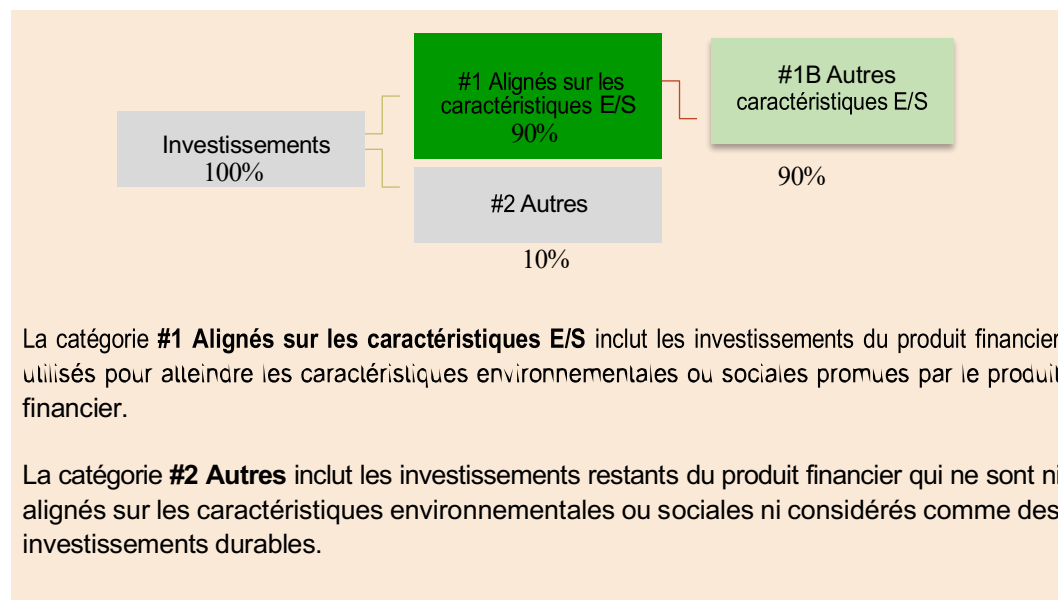 #1 Alignés sur les
caractéristiques E/S
90%
#1B Autres
caractéristiques E/S
90%
Investissements
100%
#2 Autres
10%
La catégorie #1 Alignés sur les caractéristiques E/S inclut les investissements du produit financier
utilisés pour atteindre les caractéristiques environnementales ou sociales promues par le produit
financier.
La catégorie #2 Autres inclut les investissements restants du produit financier qui ne sont ni
alignés sur les caractéristiques environnementales ou sociales ni considérés comme des
investissements durables.